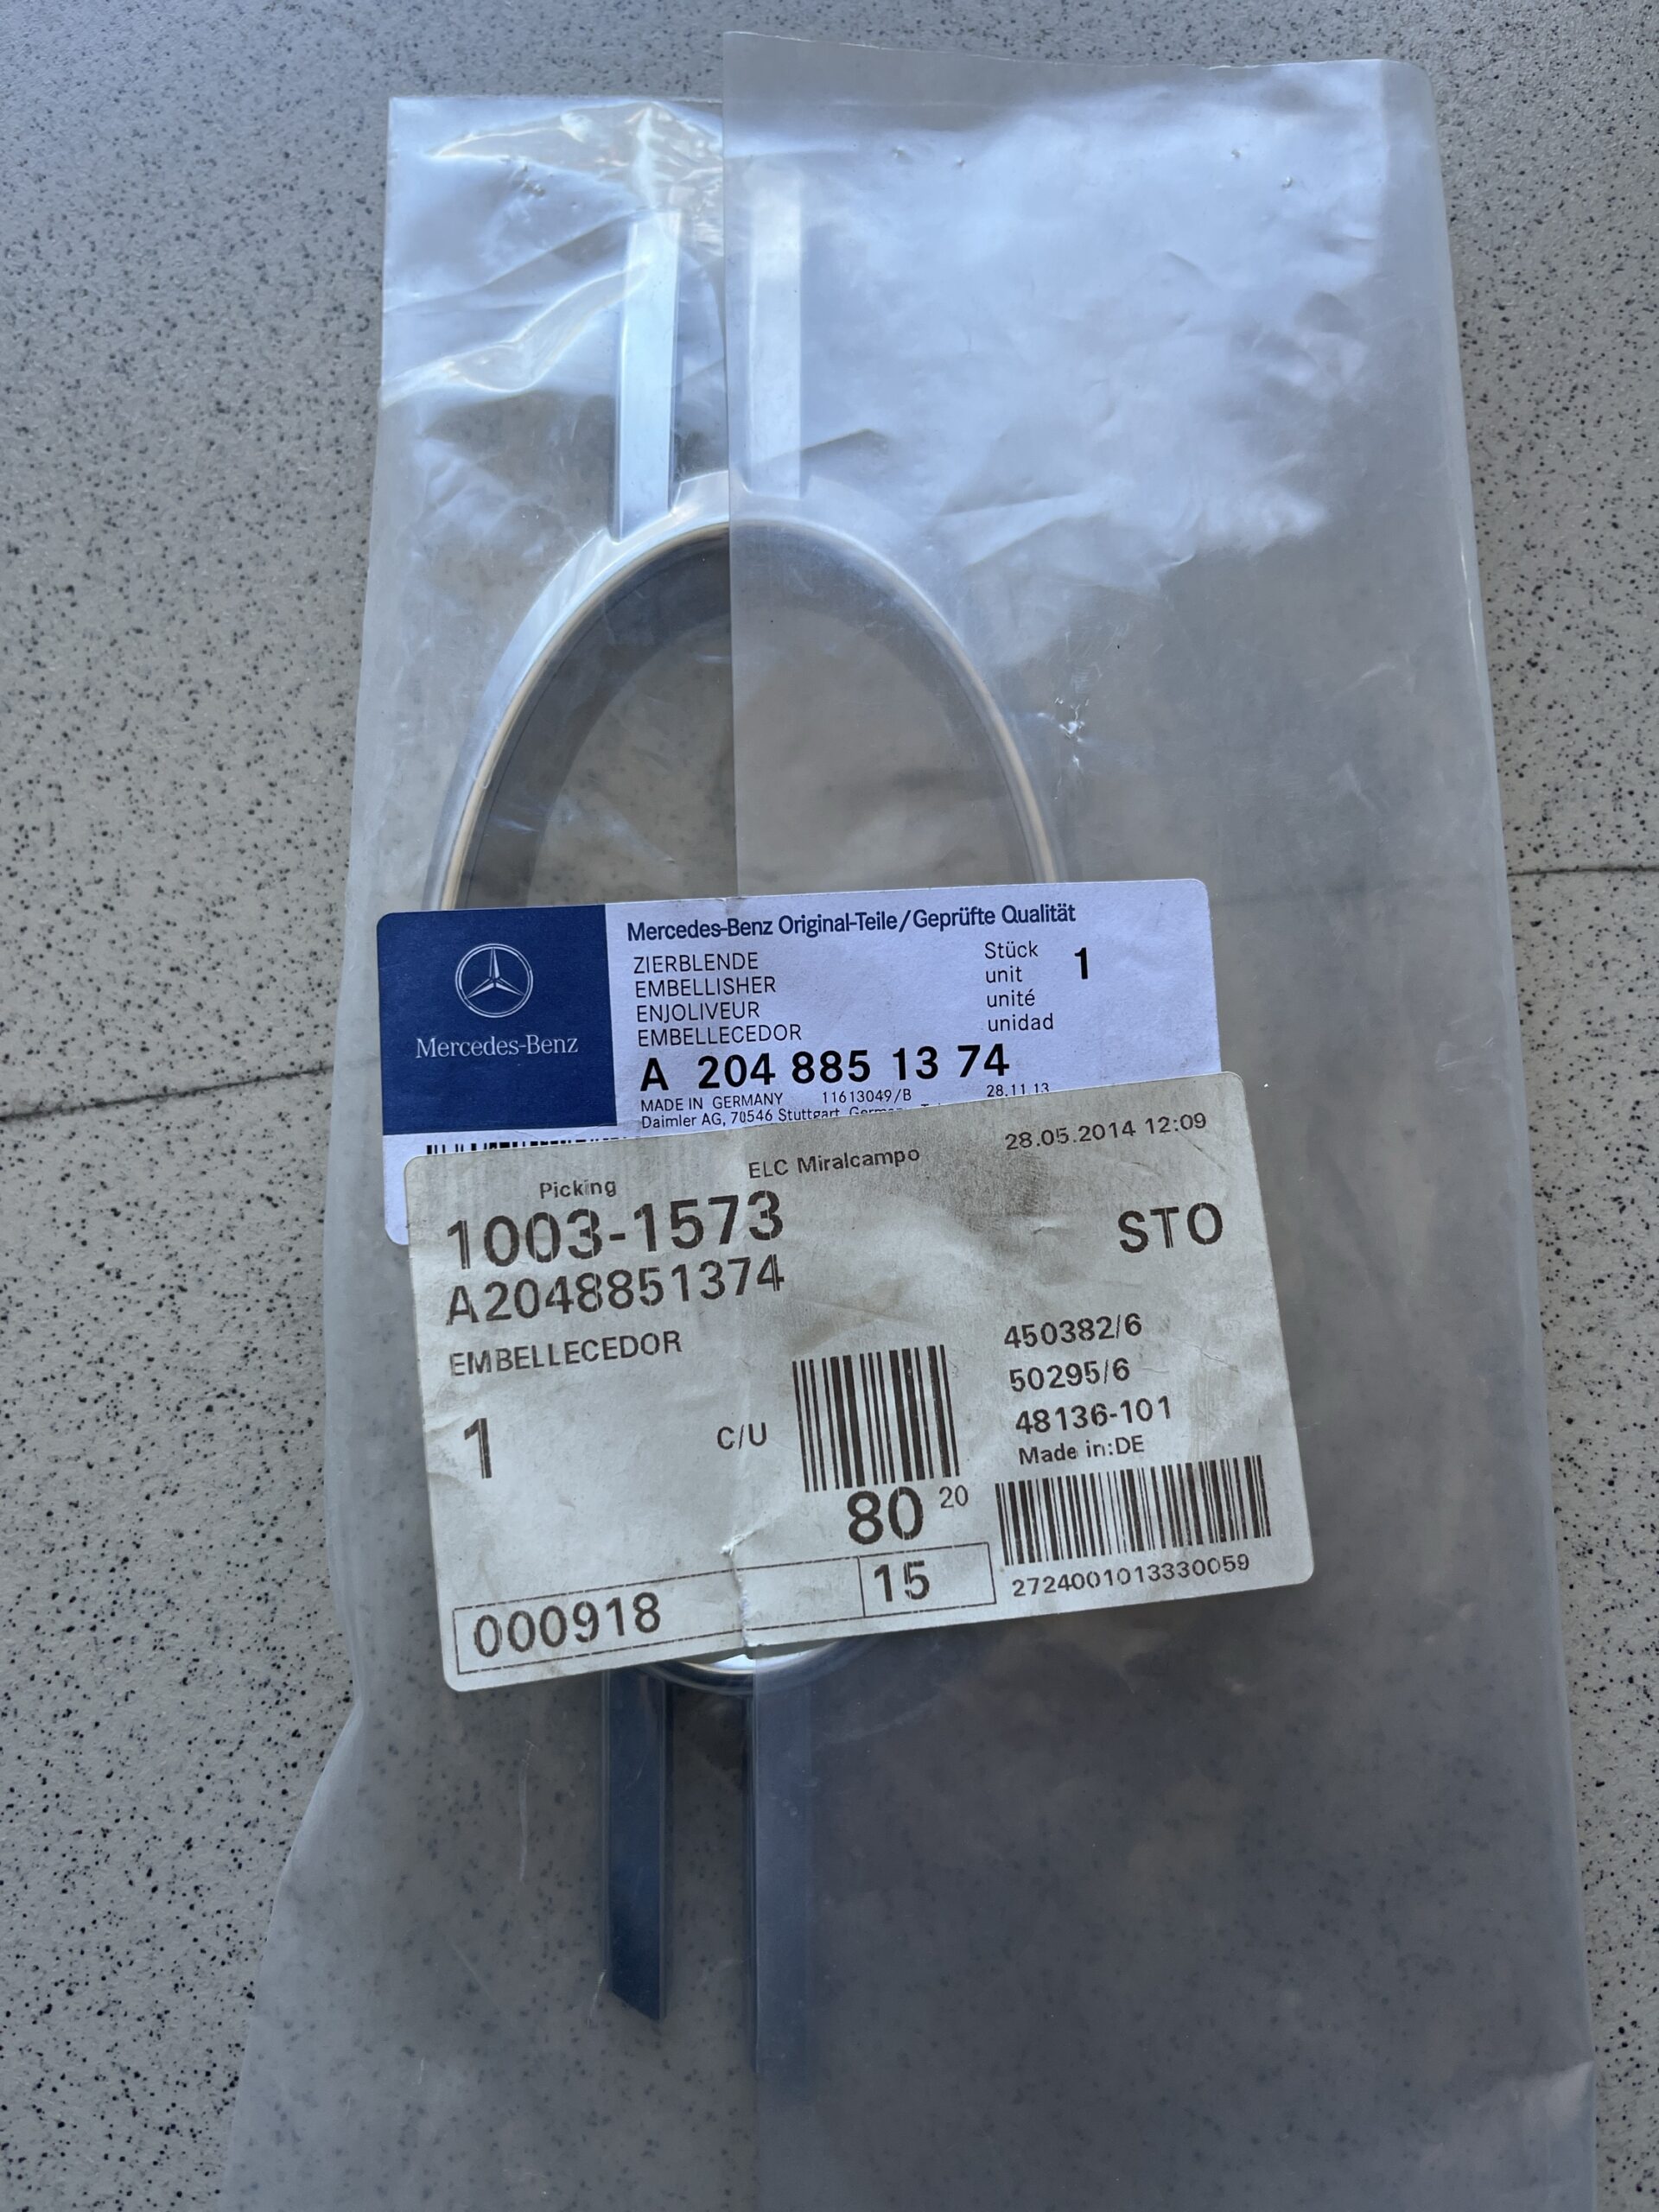 Mercedes-Benz
Mercedes-Benz Original-Teile/Geprüfte Qualität
ZIERBLENDE
EMBELLISHER
ENJOLIVEUR
EMBELLECEDOR
Stück
unit
unité
unidad
1
A 204 885 13 74
MADE IN GERMANY 11613049/B 28.11.13
Daimler AG, 70546 Stuttgart, Germany
Picking ELC Miralcampo 28.05.2014 12:09
1003-1573
STO
A2048851374
EMBELLECEDOR
1
C/U
80 20
450382/6
50295/6
48136-101
Made in:DE
2724001013330059
000918
15